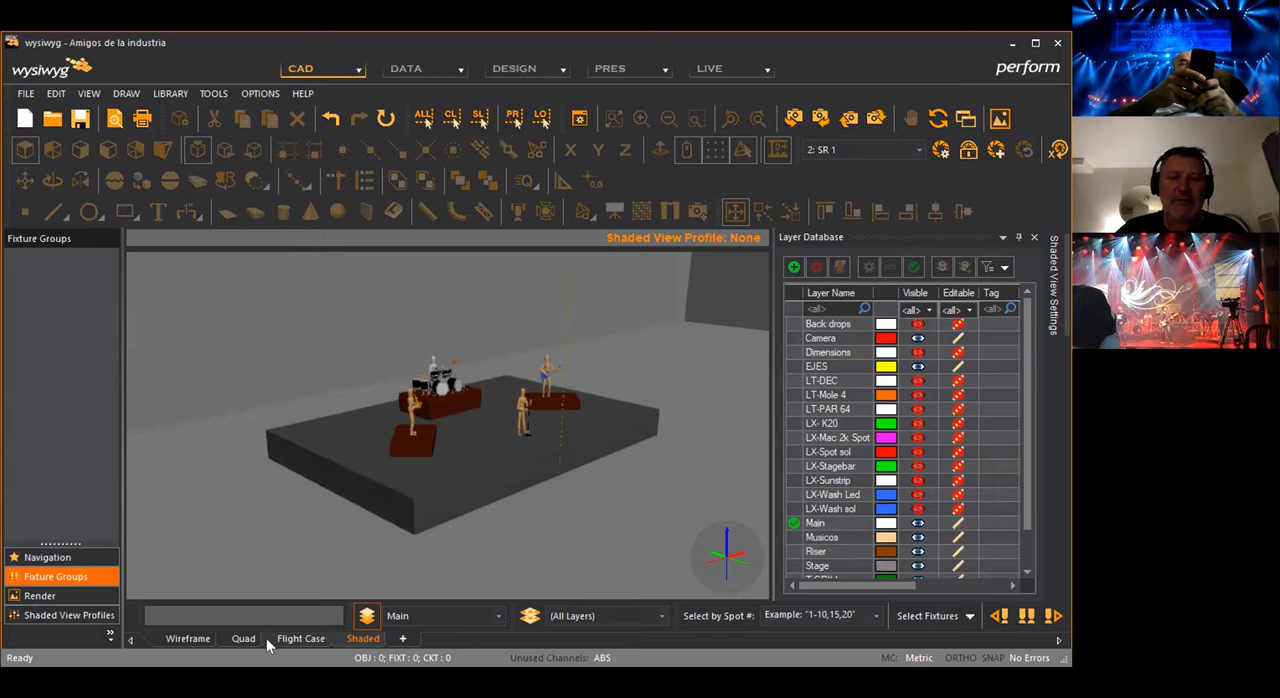 wysiwyg - Amigos de la industria
wysiwyg
CAD
DATA
DESIGN
PRES
LIVE
perform
FILE EDIT VIEW DRAW LIBRARY TOOLS OPTIONS HELP
ALL CL SL PR LO
X Y Z
2: SR 1
Fixture Groups
Shaded View Profile: None
Layer Database
Shaded View Settings
Layer Name Visible Editable Tag
<all> <all> <all> <all>
Back drops
Camera
Dimensions
EJES
LT-DEC
LT-Mole 4
LT-PAR 64
LX- K20
LX-Mac 2k Spot
LX-Spot sol
LX-Stagebar
LX-Sunstrip
LX-Wash Led
LX-Wash sol
Main
Musicos
Riser
Stage
Navigation
Fixture Groups
Render
Shaded View Profiles
Main
(All Layers)
Select by Spot #:
Example: "1-10,15,20"
Select Fixtures
Wireframe Quad Flight Case Shaded +
Ready
OBJ : 0; FIXT : 0; CKT : 0
Unused Channels: ABS
MC: Metric ORTHO SNAP No Errors